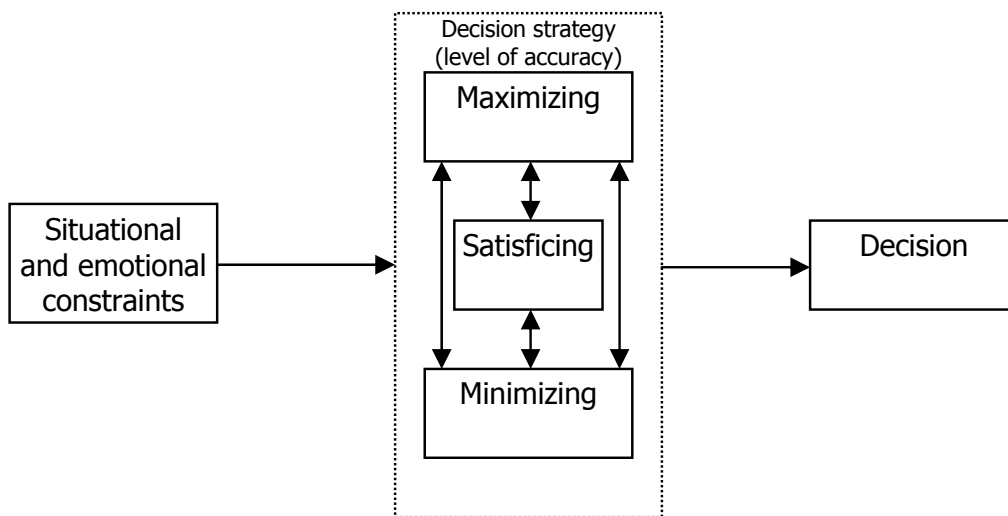 Decision strategy
(level of accuracy)
Maximizing
Situational
and emotional
constraints
Satisficing
Decision
Minimizing